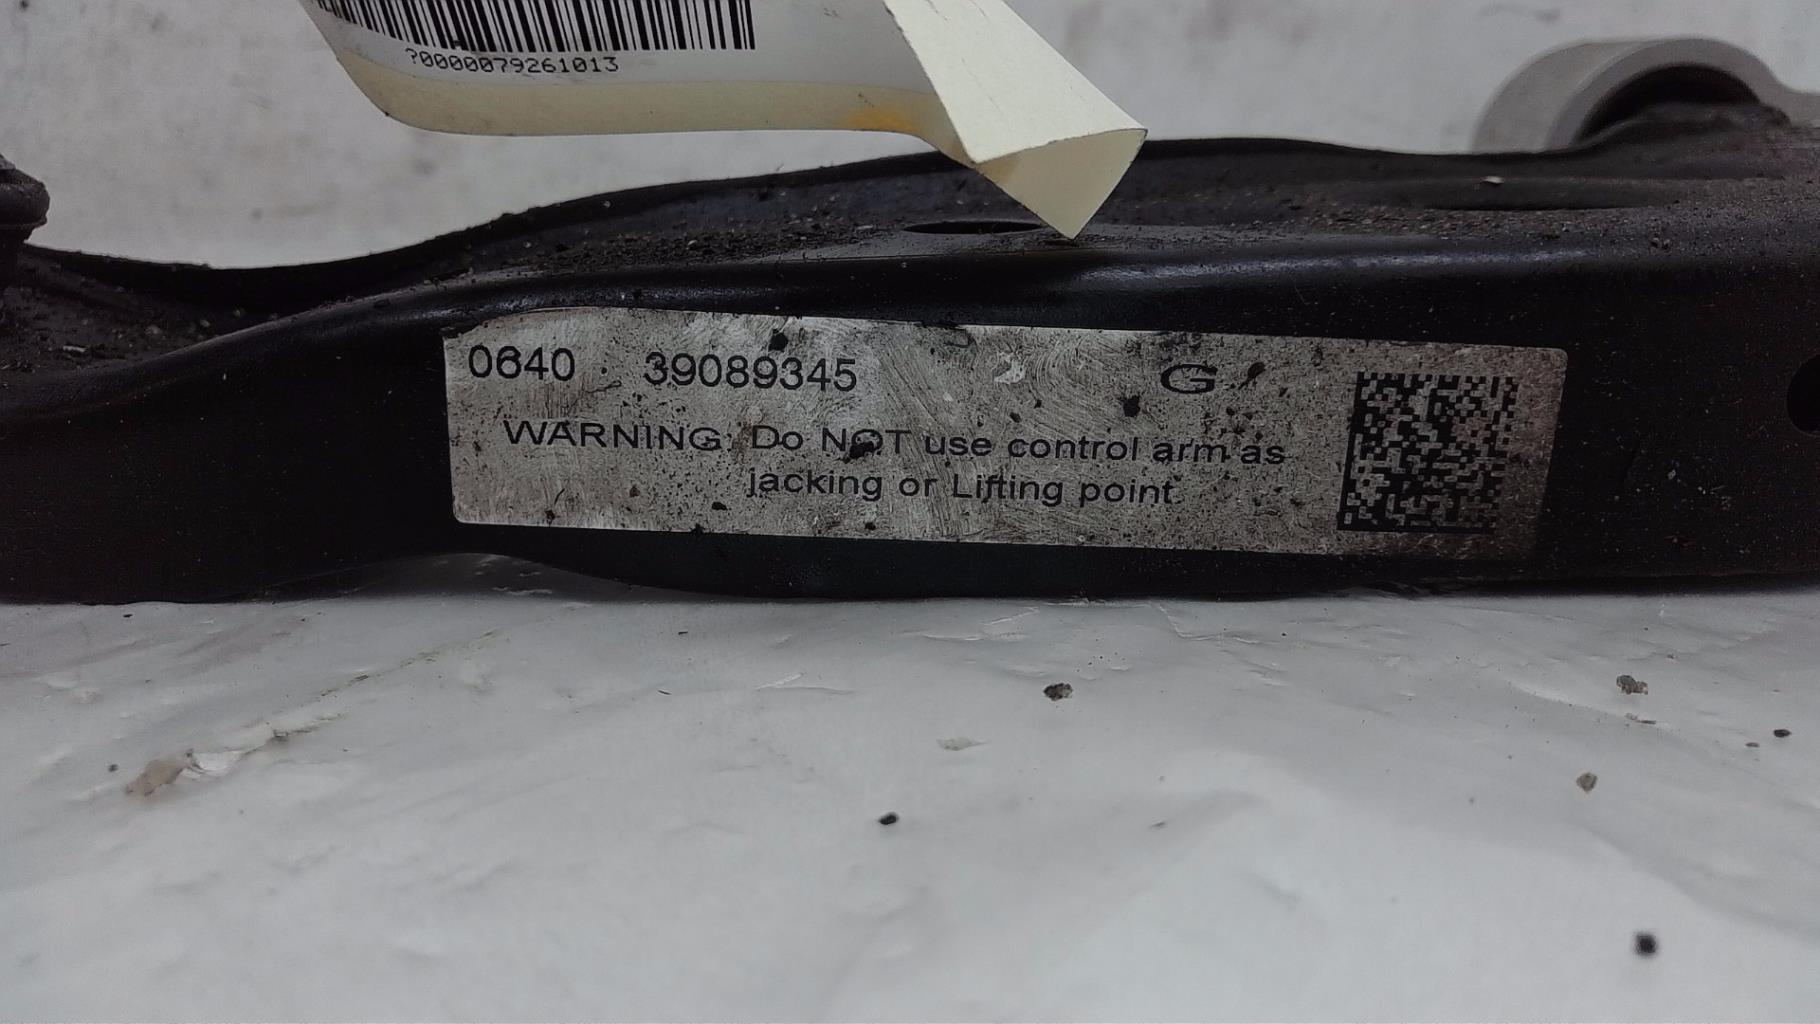 ?0000079261013
0640 39089345 G
WARNING: Do NOT use control arm as
jacking or Lifting point.